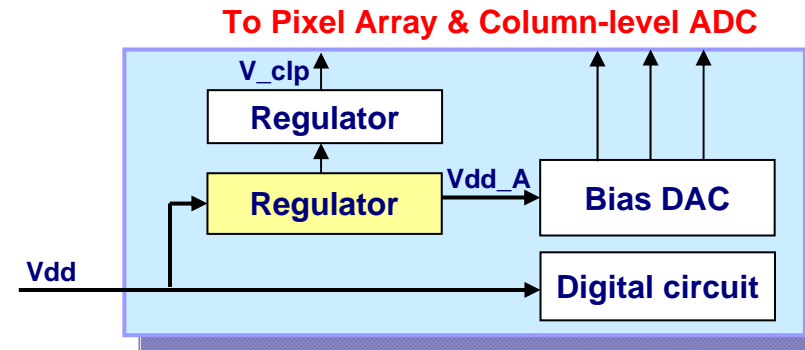 To Pixel Array & Column-level ADC
V_clp
Regulator
Regulator
Vdd_A
Bias DAC
Vdd
Digital circuit